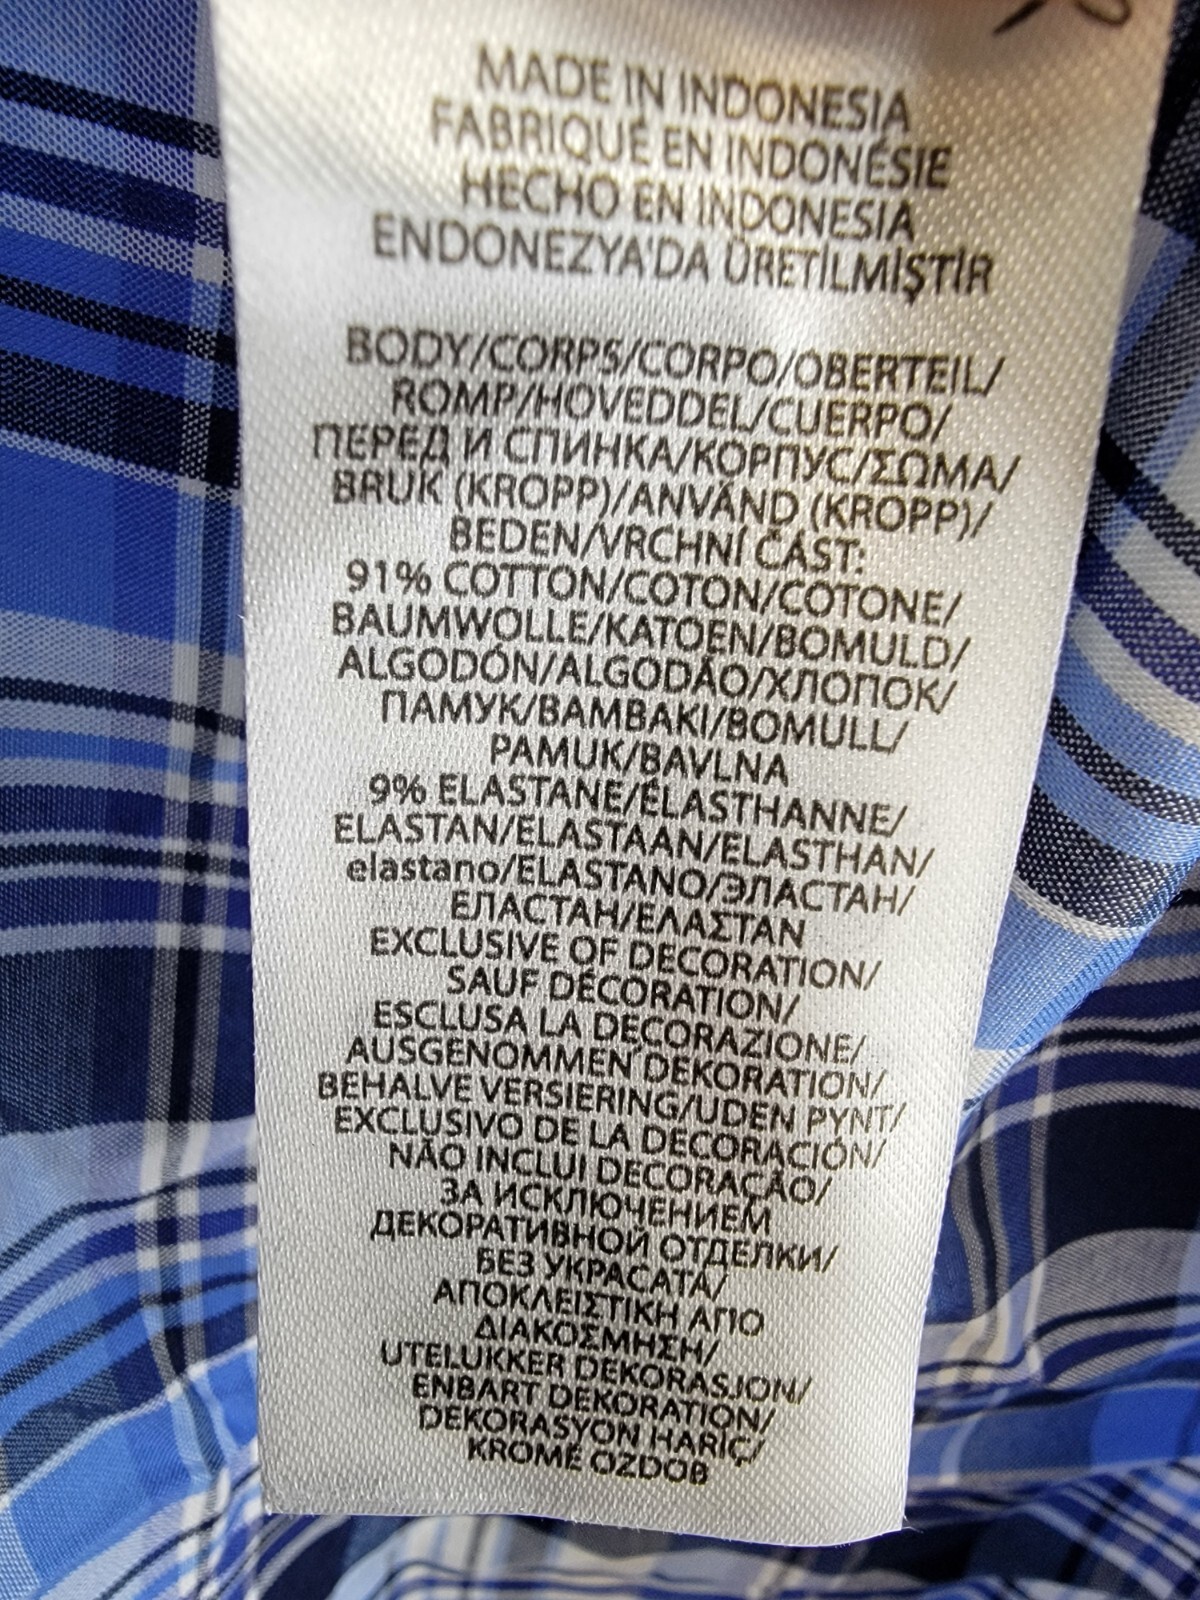 MADE IN INDONESIA
FABRIQUÉ EN INDONÉSIE
HECHO EN INDONESIA
ENDONEZYA'DA ÜRETİLMİŞTİR
BODY/CORPS/CORPO/OBERTEIL/
ROMP/HOVEDDEL/CUERPO/
ПЕРЕД И СПИНКА/КОРПУС/ΣΩΜΑ/
BRUK (KROPP)/ANVÄND (KROPP)/
BEDEN/VRCHNÍ ČÁST:
91% COTTON/COTON/COTONE/
BAUMWOLLE/KATOEN/BOMULD/
ALGODÓN/ALGODÃO/ХЛОПОК/
ПАМУК/ΒΑΜΒΑΚΙ/BOMULL/
PAMUK/BAVLNA
9% ELASTANE/ÉLASTHANNE/
ELASTAN/ELASTAAN/ELASTHAN/
elastano/ELASTANO/ЭЛАСТАН/
ЕЛАСТАН/ΕΛΑΣΤΑΝ
EXCLUSIVE OF DECORATION/
SAUF DÉCORATION/
ESCLUSA LA DECORAZIONE/
AUSGENOMMEN DEKORATION/
BEHALVE VERSIERING/UDEN PYNT/
EXCLUSIVO DE LA DECORACIÓN/
NÃO INCLUI DECORAÇÃO/
ЗА ИСКЛЮЧЕНИЕМ
ДЕКОРАТИВНОЙ ОТДЕЛКИ/
БЕЗ УКРАСАТА/
ΑΠΟΚΛΕΙΣΤΙΚΗ ΑΠΟ
ΔΙΑΚΟΣΜΗΣΗ/
UTELUKKER DEKORASJON/
ENBART DEKORATION/
DEKORASYON HARİÇ/
KROMĚ OZDOB